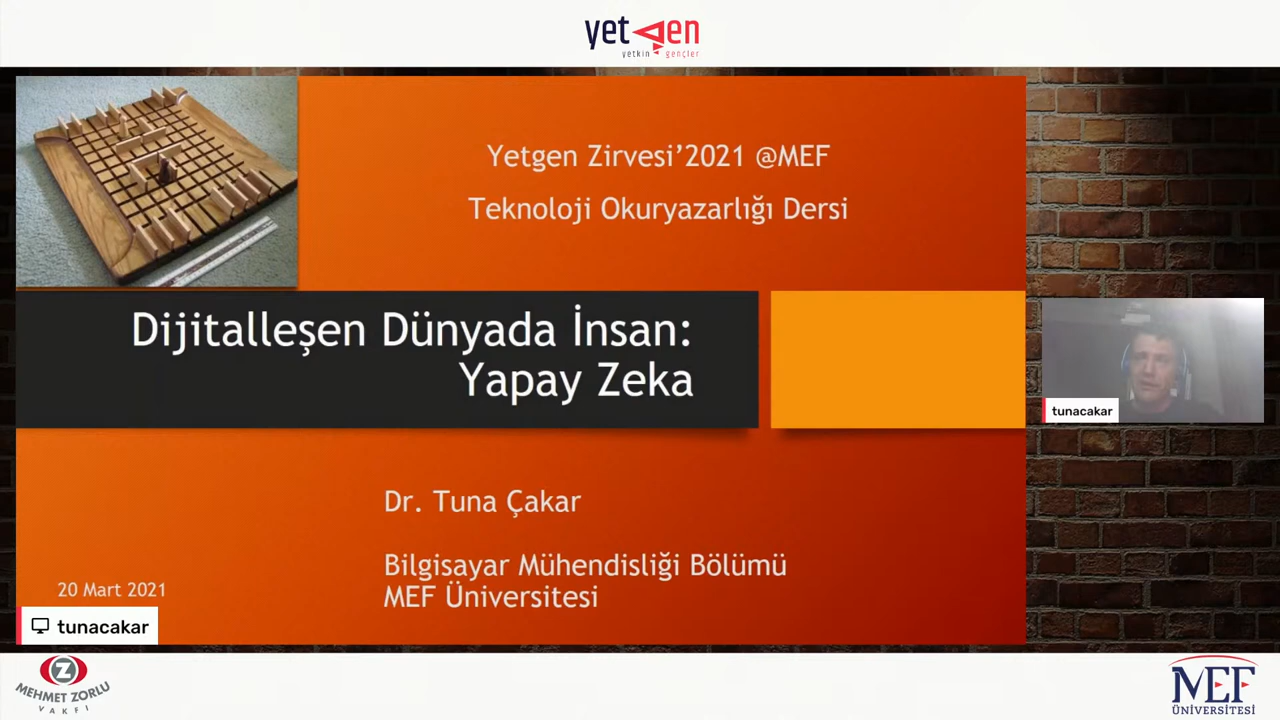 yetgen
yetkin gençler
Yetgen Zirvesi’2021 @MEF
Teknoloji Okuryazarlığı Dersi
Dijitalleşen Dünyada İnsan:
Yapay Zeka
tunacakar
Dr. Tuna Çakar
Bilgisayar Mühendisliği Bölümü
MEF Üniversitesi
20 Mart 2021
tunacakar
MEHMET ZORLU
VAKFI
MEF
ÜNİVERSİTESİ